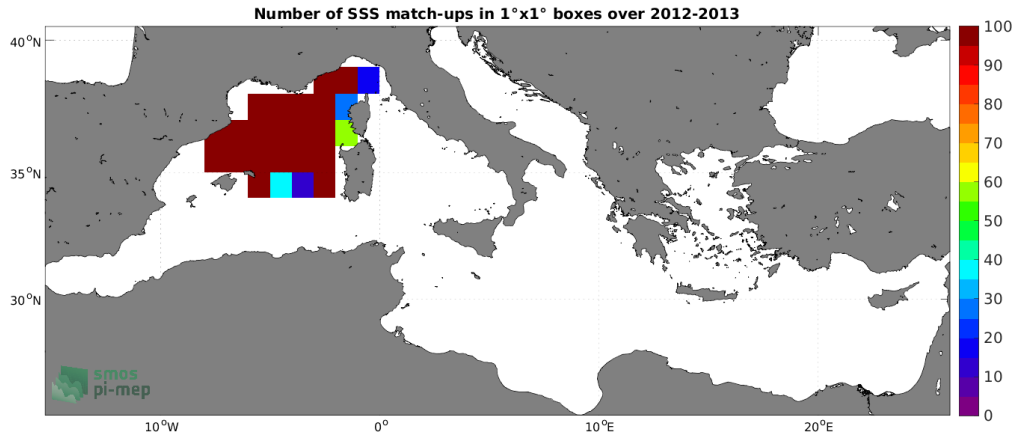 Number of SSS match-ups in 1°x1° boxes over 2012-2013
40°N
35°N
30°N
10°W
0°
10°E
20°E
100
90
80
70
60
50
40
30
20
10
0
smos
pi-mep